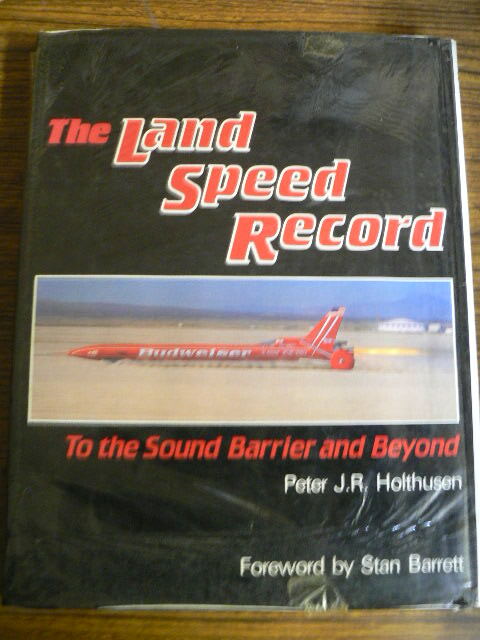 The Land
Speed
Record
Budweiser
To the Sound Barrier and Beyond
Peter J.R. Holthusen
Foreword by Stan Barrett